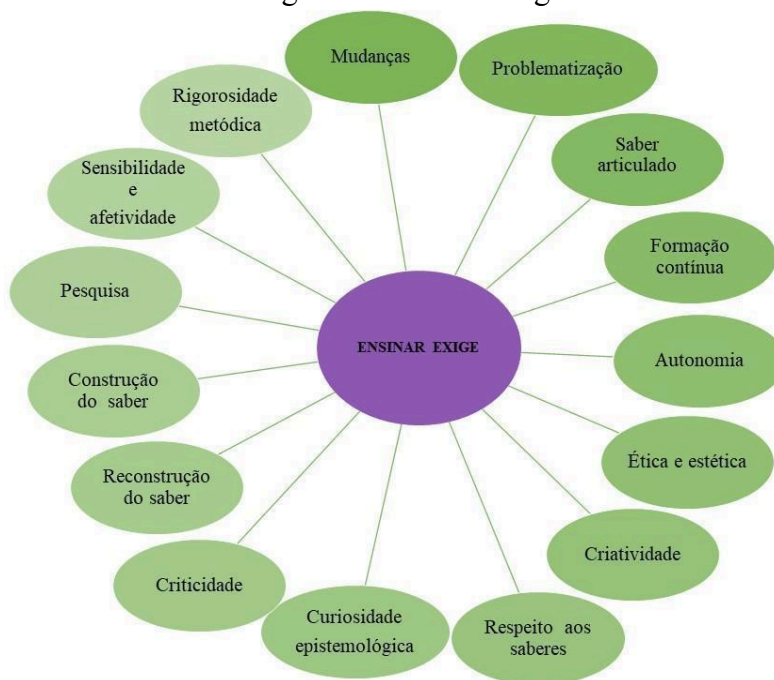 Mudanças
Problematização
Saber
articulado
Formação
contínua
Autonomia
Ética e estética
Criatividade
Respeito aos
saberes
Curiosidade
epistemológica
Criticidade
Reconstrução
do saber
Construção
do saber
Pesquisa
Sensibilidade
e
afetividade
Rigorosidade
metódica
ENSINAR EXIGE